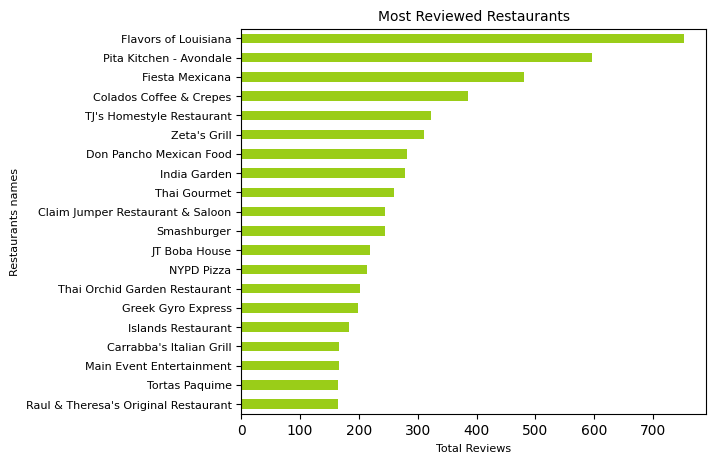 Most Reviewed Restaurants
Restaurants names
Flavors of Louisiana
Pita Kitchen - Avondale
Fiesta Mexicana
Colados Coffee & Crepes
TJ's Homestyle Restaurant
Zeta's Grill
Don Pancho Mexican Food
India Garden
Thai Gourmet
Claim Jumper Restaurant & Saloon
Smashburger
JT Boba House
NYPD Pizza
Thai Orchid Garden Restaurant
Greek Gyro Express
Islands Restaurant
Carrabba's Italian Grill
Main Event Entertainment
Tortas Paquime
Raul & Theresa's Original Restaurant
0 100 200 300 400 500 600 700
Total Reviews